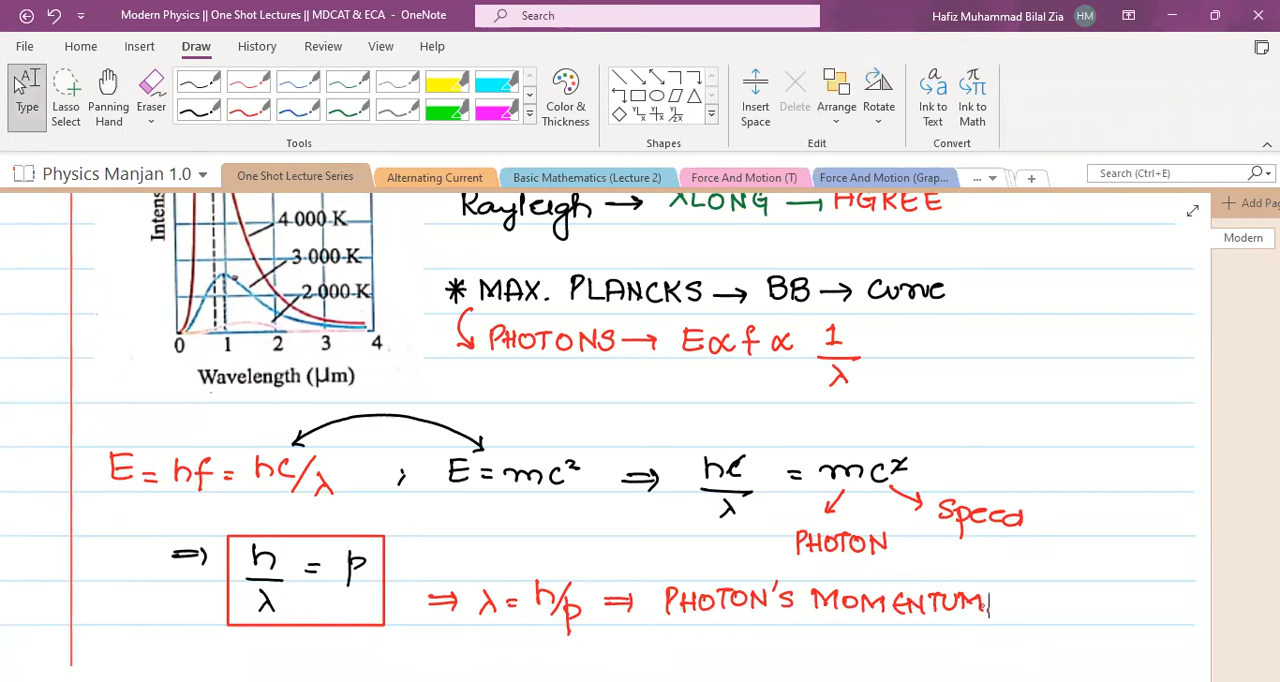 Modern Physics || One Shot Lectures || MDCAT & ECA - OneNote
Search
Hafiz Muhammad Bilal Zia
HM
File Home Insert Draw History Review View Help
Type
Lasso Select
Panning Hand
Eraser
Color & Thickness
Insert Space
Delete
Arrange
Rotate
Ink to Text
Ink to Math
Tools
Shapes
Edit
Convert
Physics Manjan 1.0
One Shot Lecture Series
Alternating Current
Basic Mathematics (Lecture 2)
Force And Motion (T)
Force And Motion (Grap...
...
Search (Ctrl+E)
Add Pag
Modern
Rayleigh → λLONG → AGREE
Intens
4 000 K
3 000 K
2 000 K
0 1 2 3 4
Wavelength (μm)
* MAX. PLANCKS → BB → curve
PHOTONS → E ∝ f ∝ 1/λ
E = hf = hc/λ ; E = mc² ⇒ hc/λ = mc²
Speed
PHOTON
⇒ h/λ = p
⇒ λ = h/p ⇒ PHOTON'S MOMENTUM